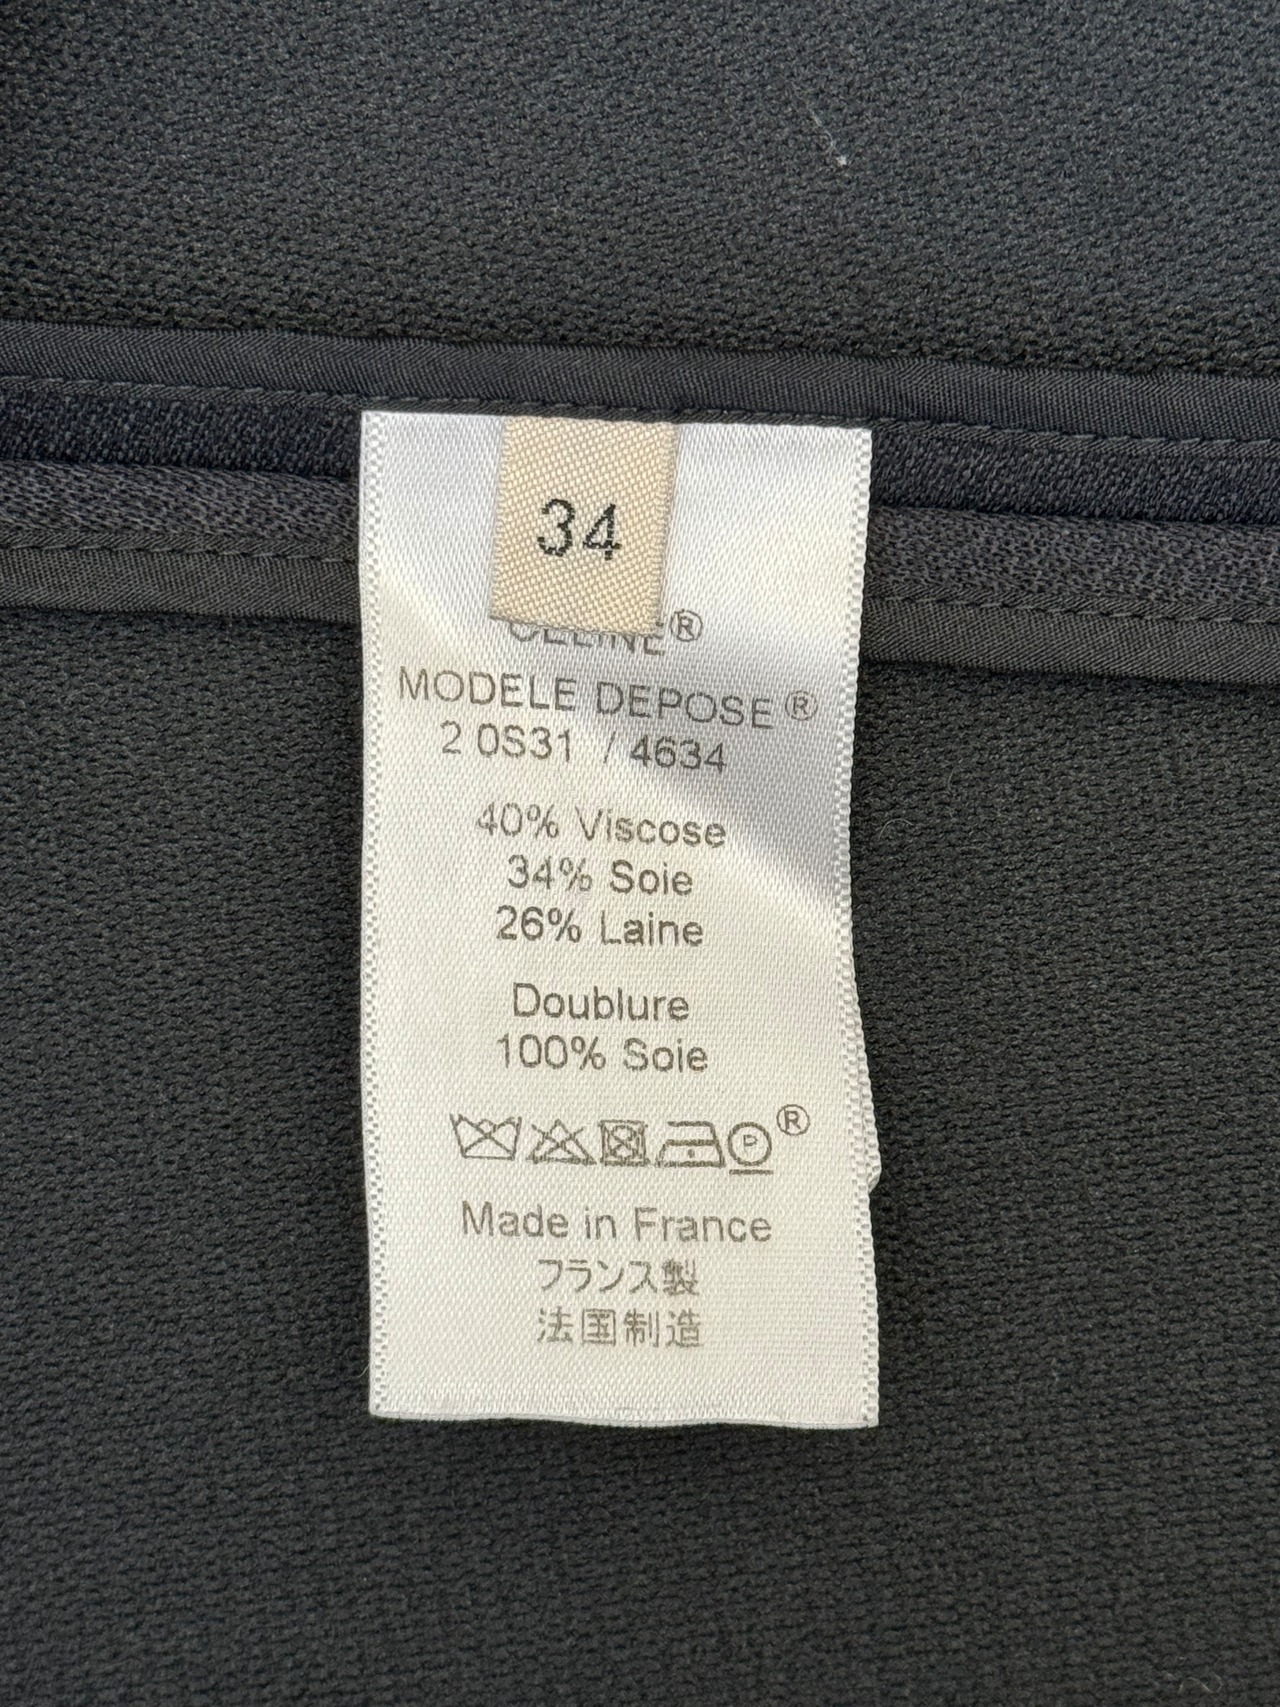 34
CELINE®
MODELE DEPOSE®
2 0S31 / 4634
40% Viscose
34% Soie
26% Laine
Doublure
100% Soie
P ®
Made in France
フランス製
法国制造